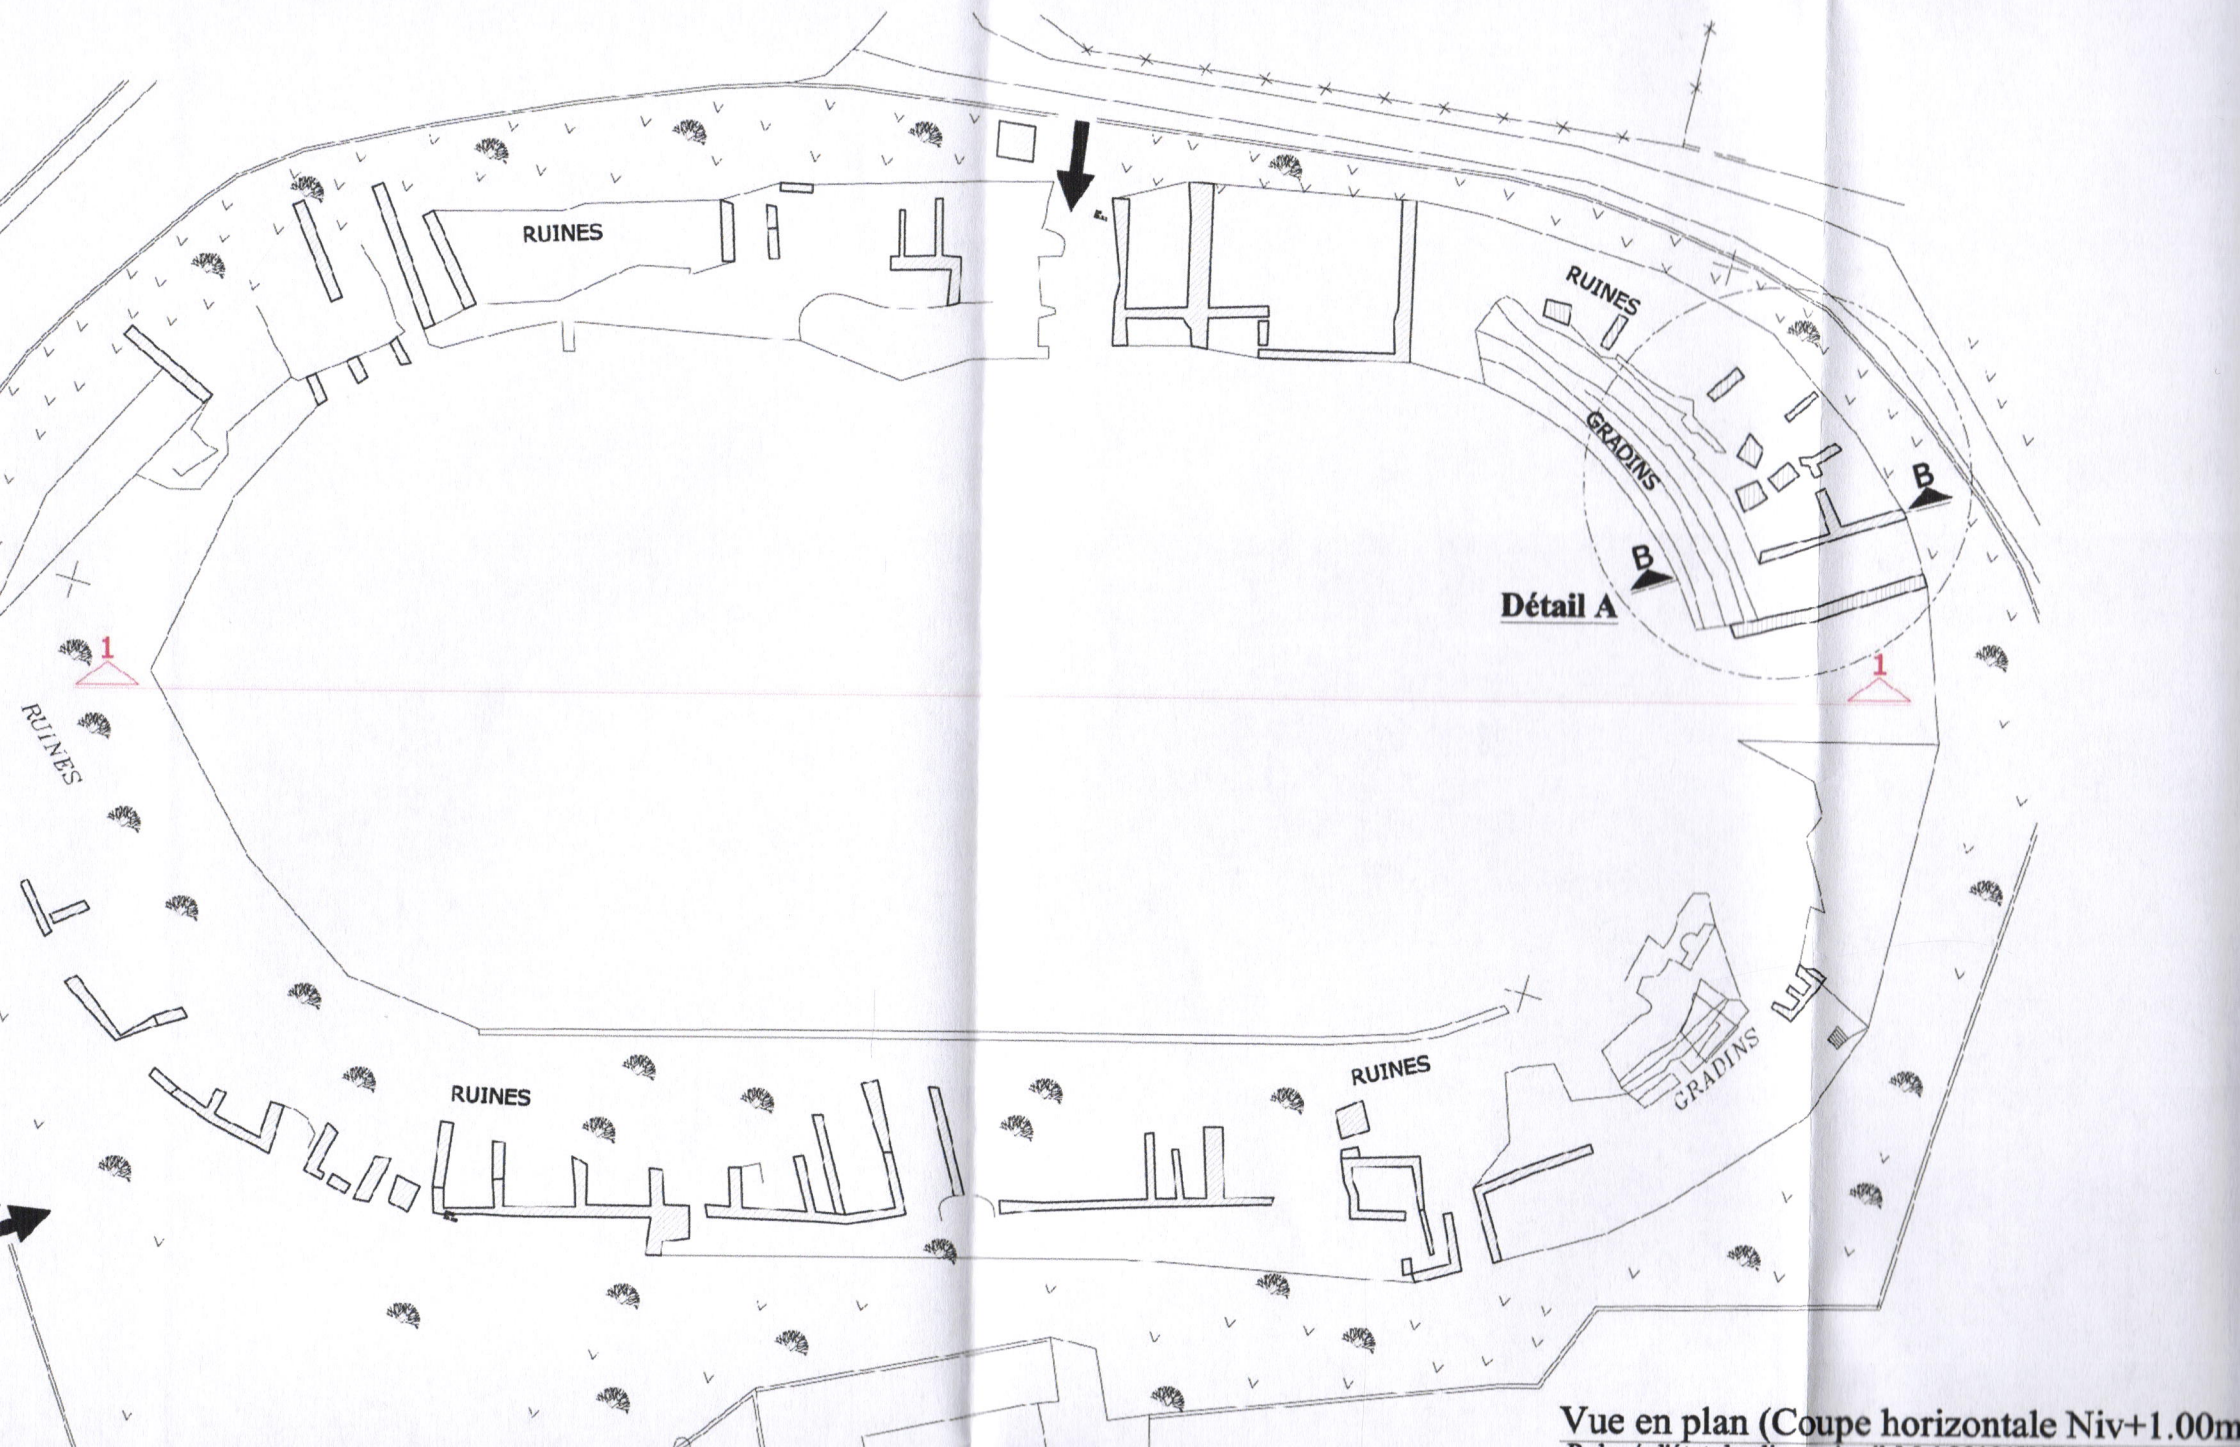 RUINES
RUINES
GRADINS
B
B
Détail A
1
1
RUINES
RUINES
RUINES
GRADINS
Vue en plan (Coupe horizontale Niv+1.00m